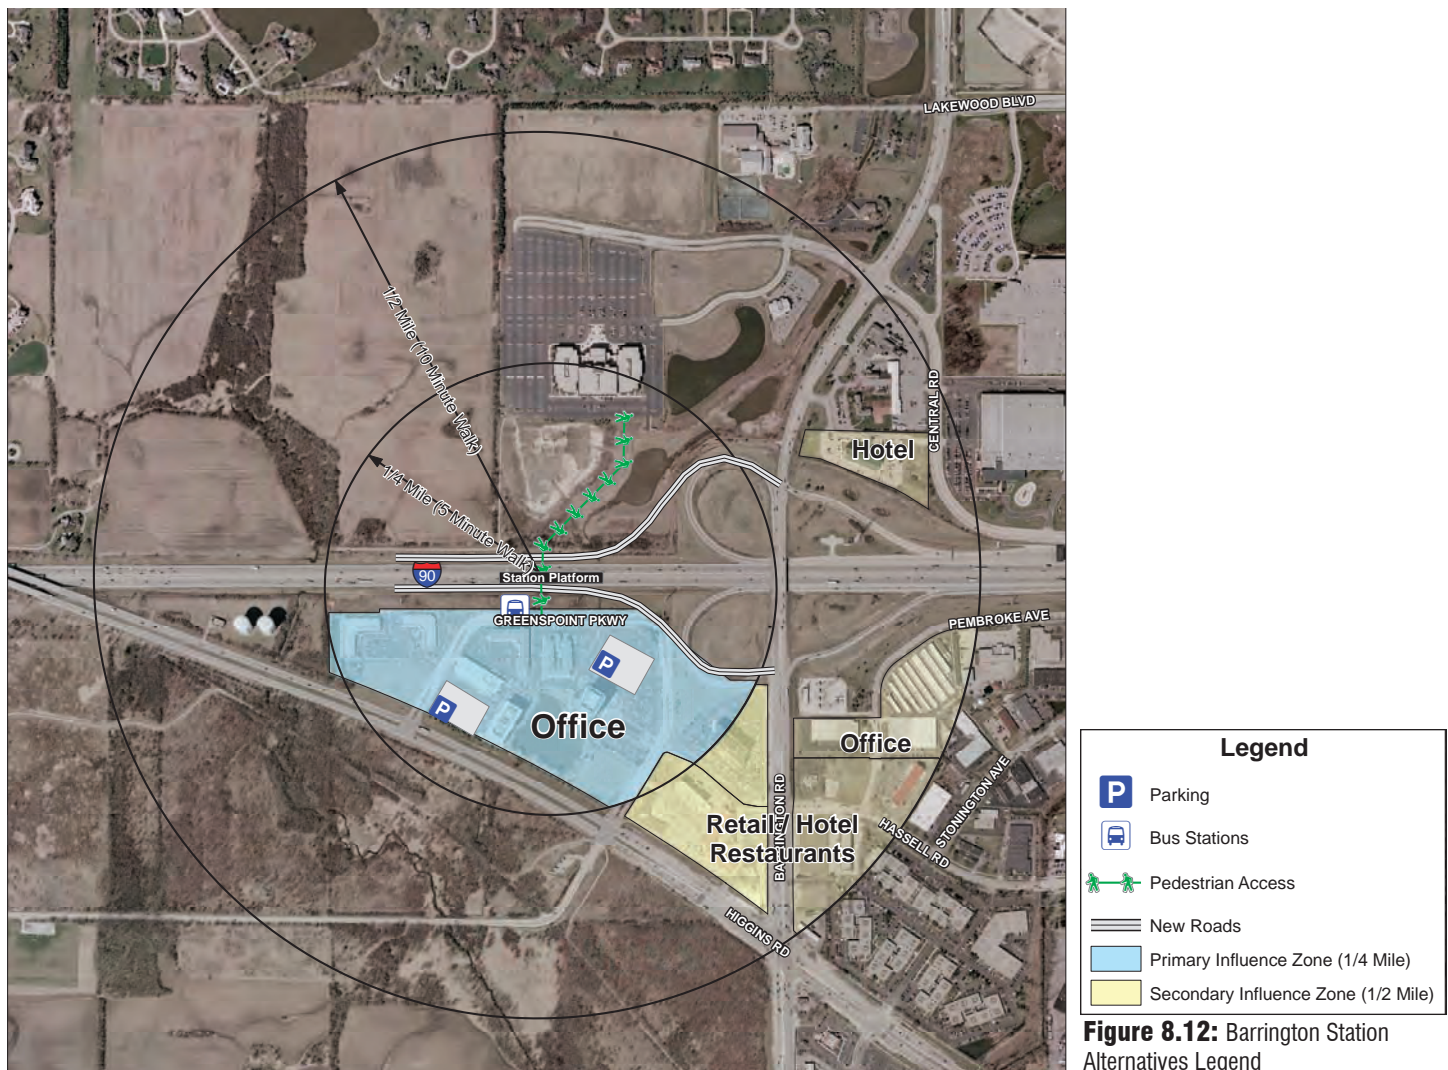 LAKEWOOD BLVD
1/2 Mile (10 Minute Walk)
CENTRAL RD
Hotel
1/4 Mile (5 Minute Walk)
90
Station Platform
GREENSPOINT PKWY
PEMBROKE AVE
P
P
Office
Office
BARRINGTON RD
STONINGTON AVE
Retail/ Hotel
Restaurants
HASSELL RD
HIGGINS RD
Legend
P Parking
Bus Stations
Pedestrian Access
New Roads
Primary Influence Zone (1/4 Mile)
Secondary Influence Zone (1/2 Mile)
Figure 8.12: Barrington Station
Alternatives Legend